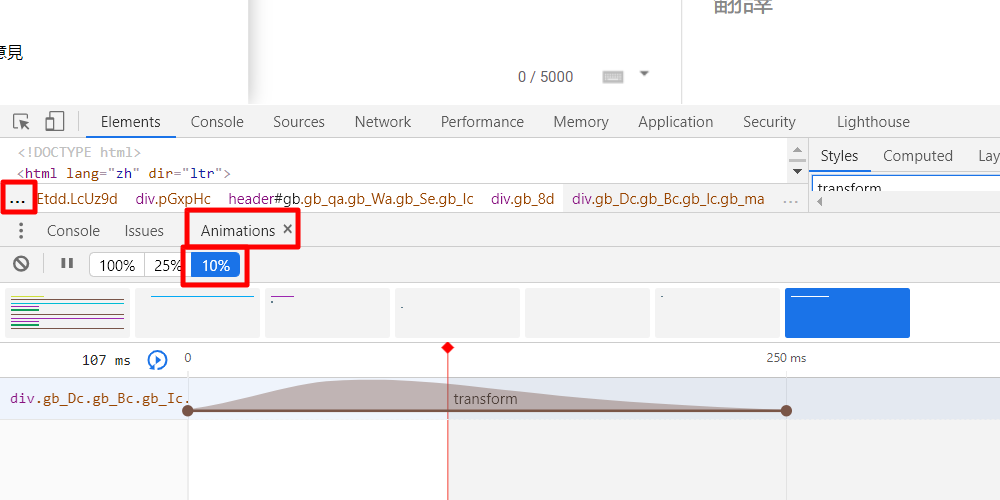 翻譯
意見
0 / 5000
Elements Console Sources Network Performance Memory Application Security Lighthouse
<!DOCTYPE html>
<html lang="zh" dir="ltr">
Styles Computed Lay
transform
... Etdd.LcUz9d div.pGxpHc header#gb.gb_qa.gb_Wa.gb_Se.gb_Ic div.gb_8d div.gb_Dc.gb_Bc.gb_Ic.gb_ma ...
Console Issues Animations ×
100% 25% 10%
107 ms 0 250 ms
div.gb_Dc.gb_Bc.gb_Ic. transform